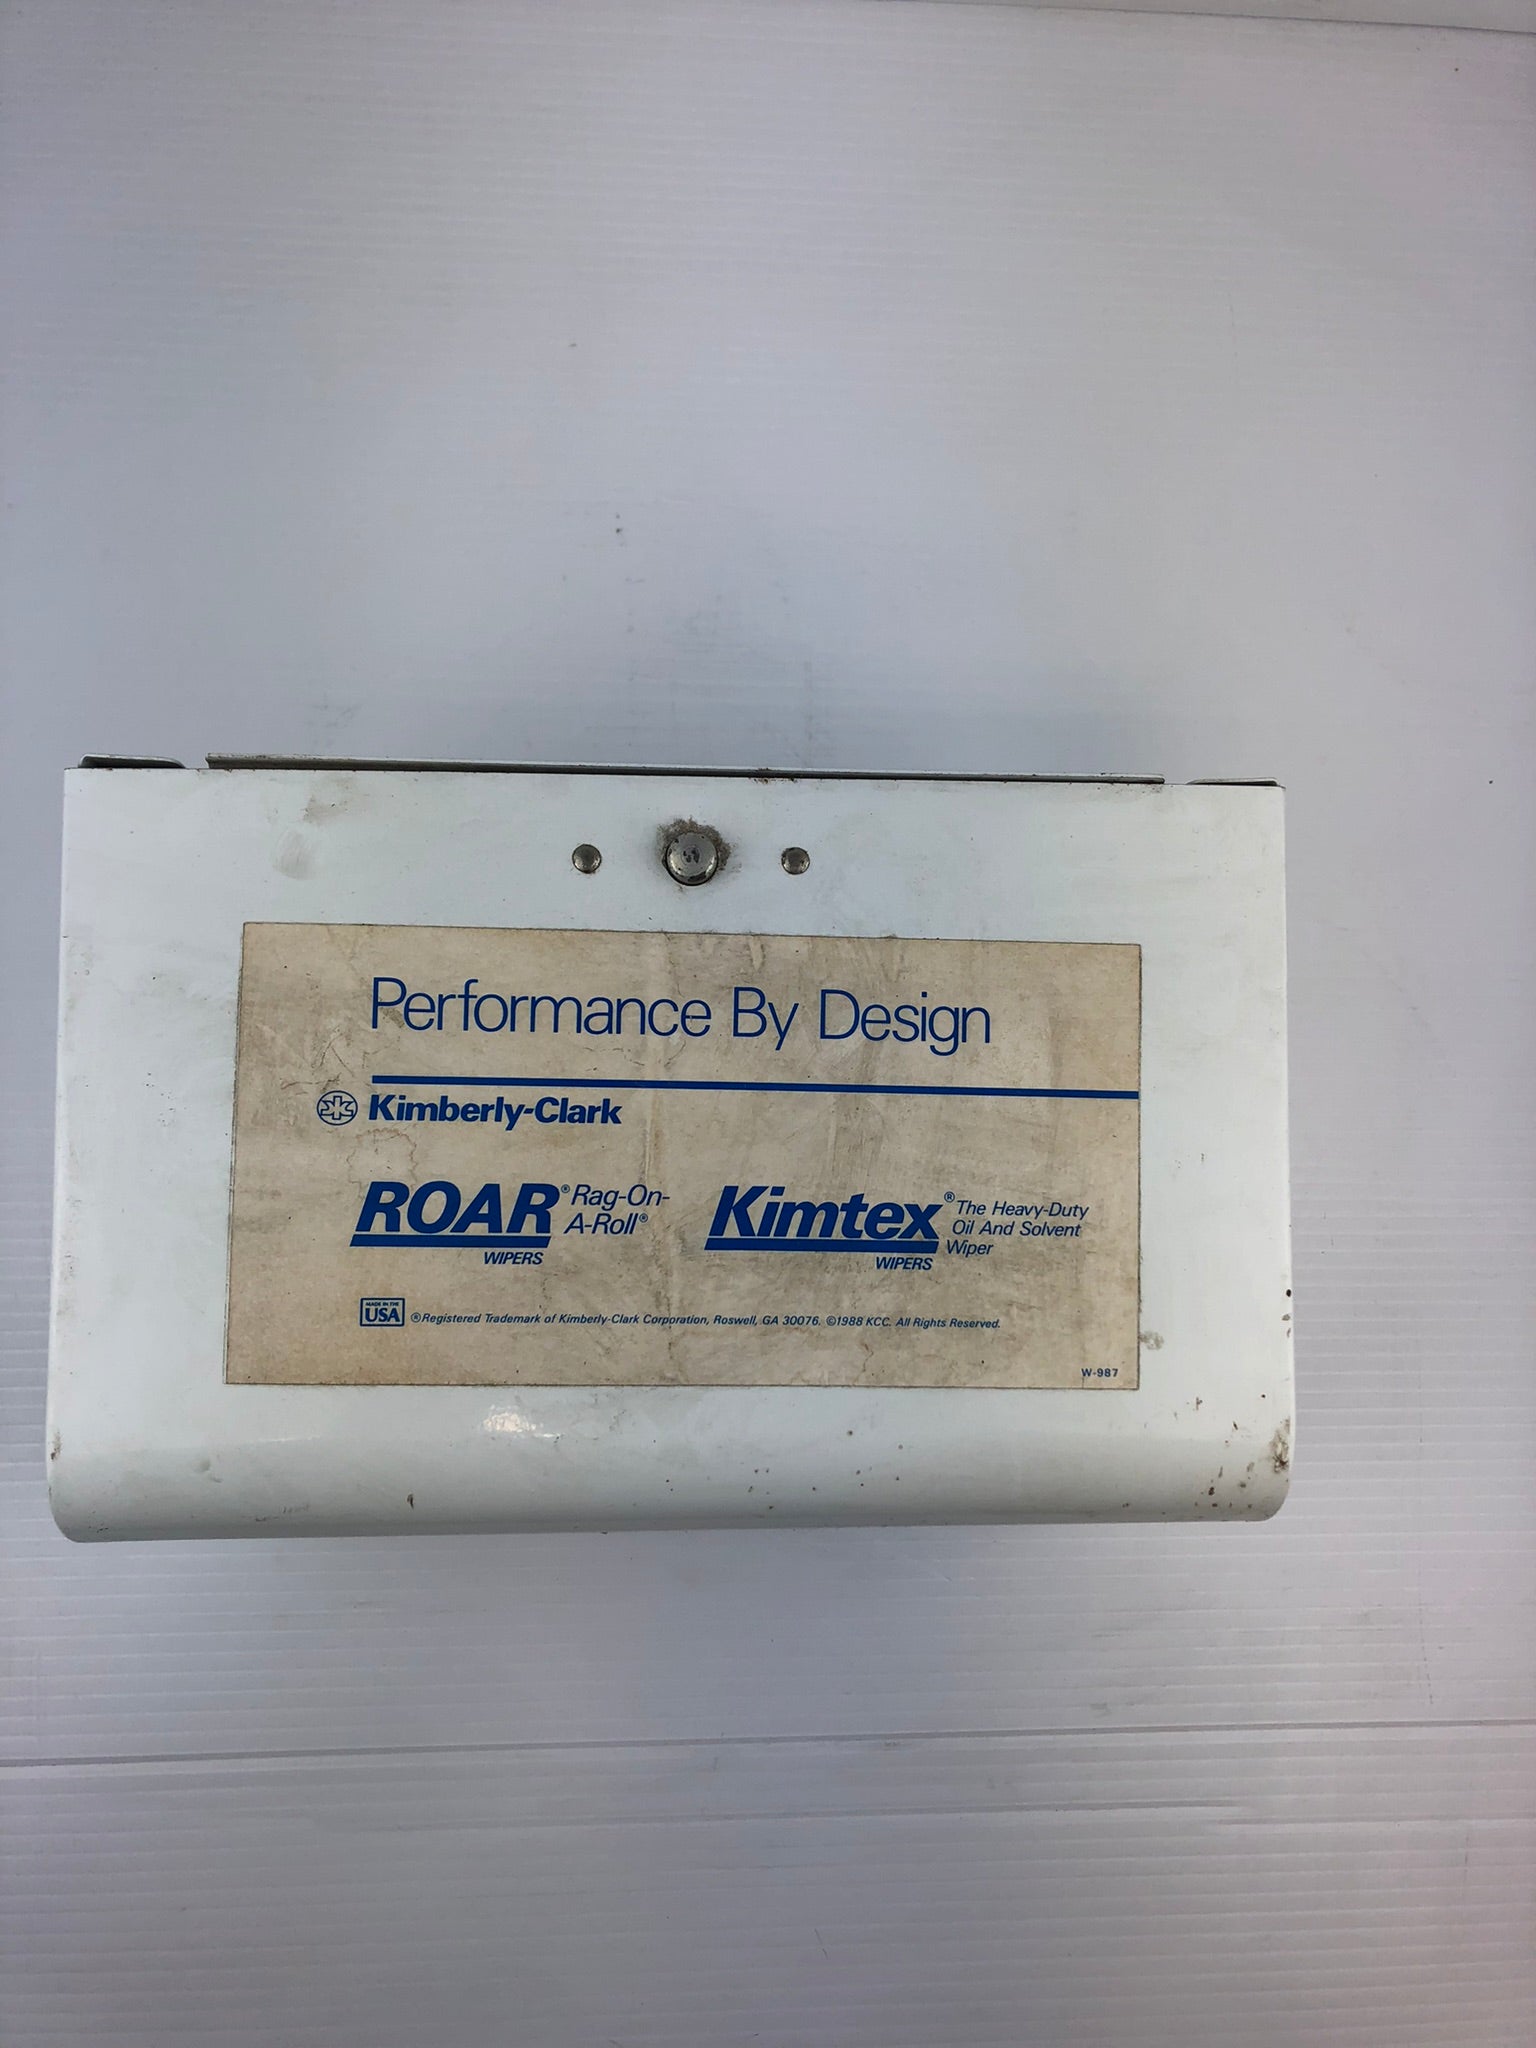 Performance By Design
Kimberly-Clark
ROAR® Rag-On-
A-Roll®
WIPERS
Kimtex® The Heavy-Duty
Oil And Solvent
Wiper
WIPERS
MADE IN THE
USA
®Registered Trademark of Kimberly-Clark Corporation, Roswell, GA 30076. ©1988 KCC. All Rights Reserved.
W-987